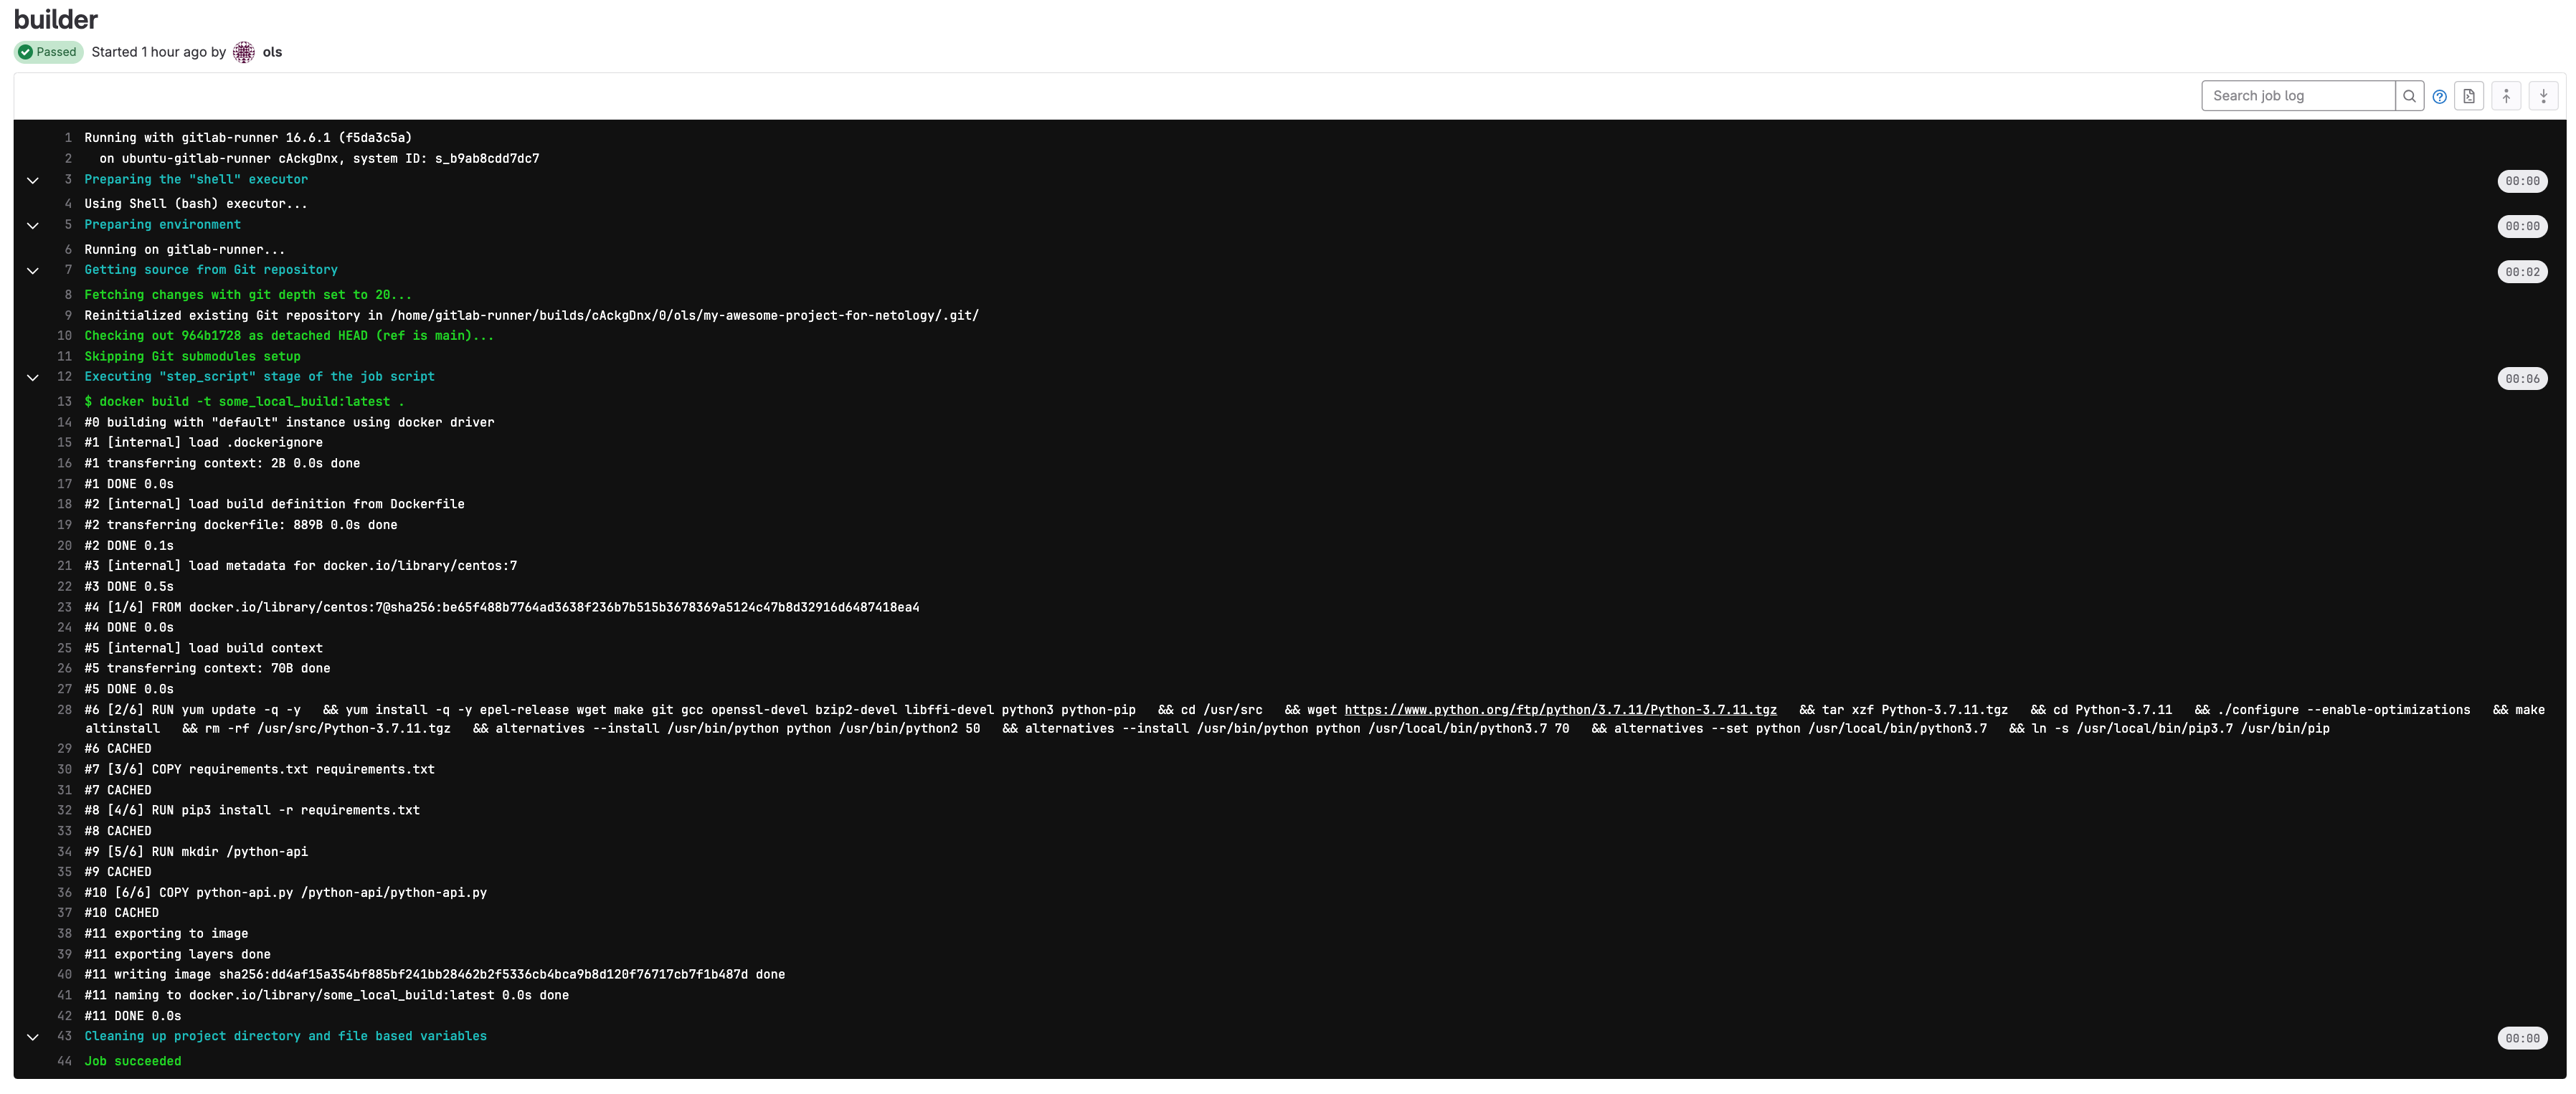 builder
Passed Started 1 hour ago by ols
Search job log
1 Running with gitlab-runner 16.6.1 (f5da3c5a)
2 on ubuntu-gitlab-runner cAckgDnx, system ID: s_b9ab8cdd7dc7
3 Preparing the "shell" executor 00:00
4 Using Shell (bash) executor...
5 Preparing environment 00:00
6 Running on gitlab-runner...
7 Getting source from Git repository 00:02
8 Fetching changes with git depth set to 20...
9 Reinitialized existing Git repository in /home/gitlab-runner/builds/cAckgDnx/0/ols/my-awesome-project-for-netology/.git/
10 Checking out 964b1728 as detached HEAD (ref is main)...
11 Skipping Git submodules setup
12 Executing "step_script" stage of the job script 00:06
13 $ docker build -t some_local_build:latest .
14 #0 building with "default" instance using docker driver
15 #1 [internal] load .dockerignore
16 #1 transferring context: 2B 0.0s done
17 #1 DONE 0.0s
18 #2 [internal] load build definition from Dockerfile
19 #2 transferring dockerfile: 889B 0.0s done
20 #2 DONE 0.1s
21 #3 [internal] load metadata for docker.io/library/centos:7
22 #3 DONE 0.5s
23 #4 [1/6] FROM docker.io/library/centos:7@sha256:be65f488b7764ad3638f236b7b515b3678369a5124c47b8d32916d6487418ea4
24 #4 DONE 0.0s
25 #5 [internal] load build context
26 #5 transferring context: 70B done
27 #5 DONE 0.0s
28 #6 [2/6] RUN yum update -q -y && yum install -q -y epel-release wget make git gcc openssl-devel bzip2-devel libffi-devel python3 python-pip && cd /usr/src && wget https://www.python.org/ftp/python/3.7.11/Python-3.7.11.tgz && tar xzf Python-3.7.11.tgz && cd Python-3.7.11 && ./configure --enable-optimizations && make
altinstall && rm -rf /usr/src/Python-3.7.11.tgz && alternatives --install /usr/bin/python python /usr/bin/python2 50 && alternatives --install /usr/bin/python python /usr/local/bin/python3.7 70 && alternatives --set python /usr/local/bin/python3.7 && ln -s /usr/local/bin/pip3.7 /usr/bin/pip
29 #6 CACHED
30 #7 [3/6] COPY requirements.txt requirements.txt
31 #7 CACHED
32 #8 [4/6] RUN pip3 install -r requirements.txt
33 #8 CACHED
34 #9 [5/6] RUN mkdir /python-api
35 #9 CACHED
36 #10 [6/6] COPY python-api.py /python-api/python-api.py
37 #10 CACHED
38 #11 exporting to image
39 #11 exporting layers done
40 #11 writing image sha256:dd4af15a354bf885bf241bb28462b2f5336cb4bca9b8d120f76717cb7f1b487d done
41 #11 naming to docker.io/library/some_local_build:latest 0.0s done
42 #11 DONE 0.0s
43 Cleaning up project directory and file based variables 00:00
44 Job succeeded